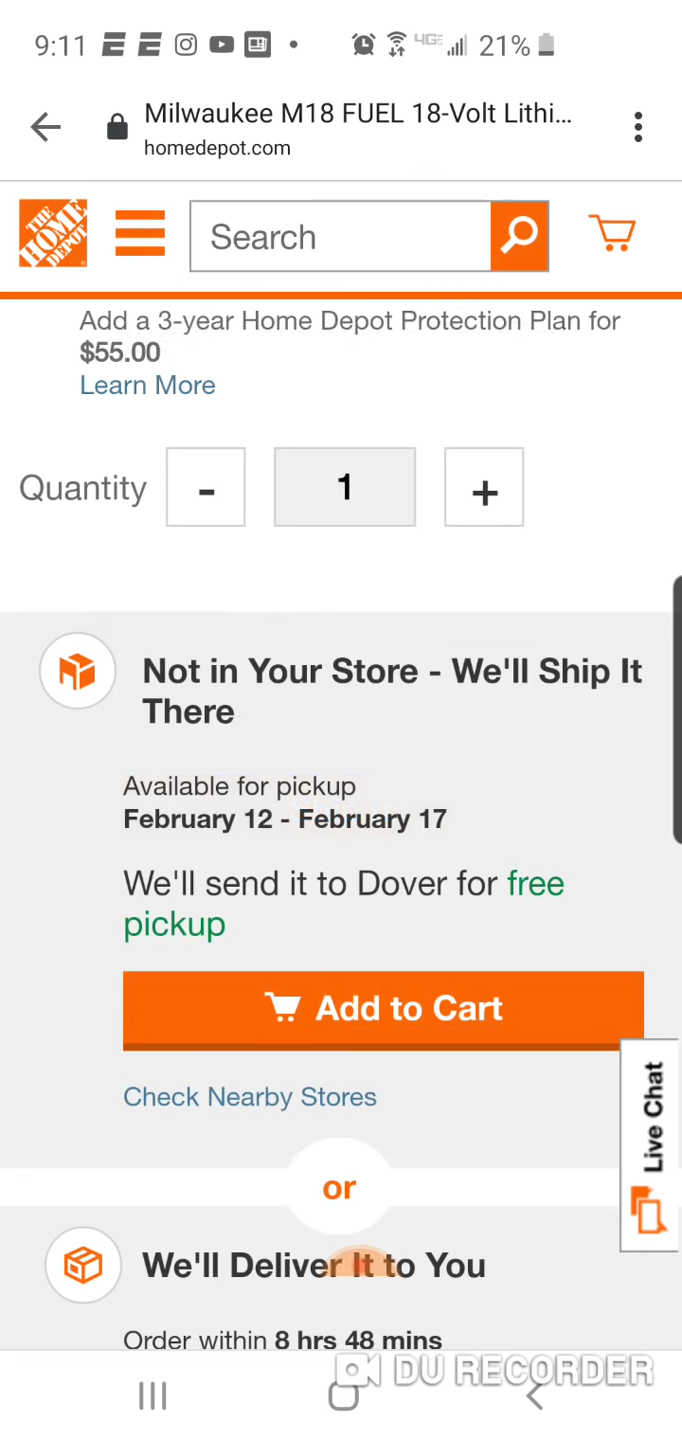 9:11
4GE
21%
Milwaukee M18 FUEL 18-Volt Lithi...
homedepot.com
THE HOME DEPOT
Search
Add a 3-year Home Depot Protection Plan for
$55.00
Learn More
Quantity - 1 +
Not in Your Store - We'll Ship It
There
Available for pickup
February 12 - February 17
We'll send it to Dover for free
pickup
Add to Cart
Live Chat
Check Nearby Stores
or
We'll Deliver It to You
Order within 8 hrs 48 mins
DU RECORDER